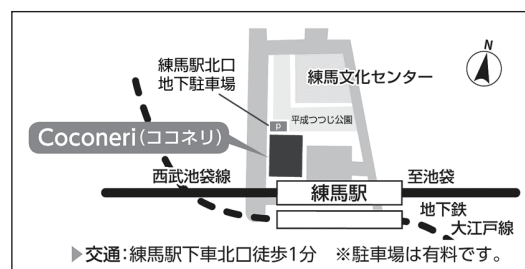 N
練馬駅北口
地下駐車場
練馬文化センター
P
平成つつじ公園
Coconeri(ココネリ)
西武池袋線
練馬駅
至池袋
地下鉄
大江戸線
▶交通:練馬駅下車北口徒歩1分 ※駐車場は有料です。